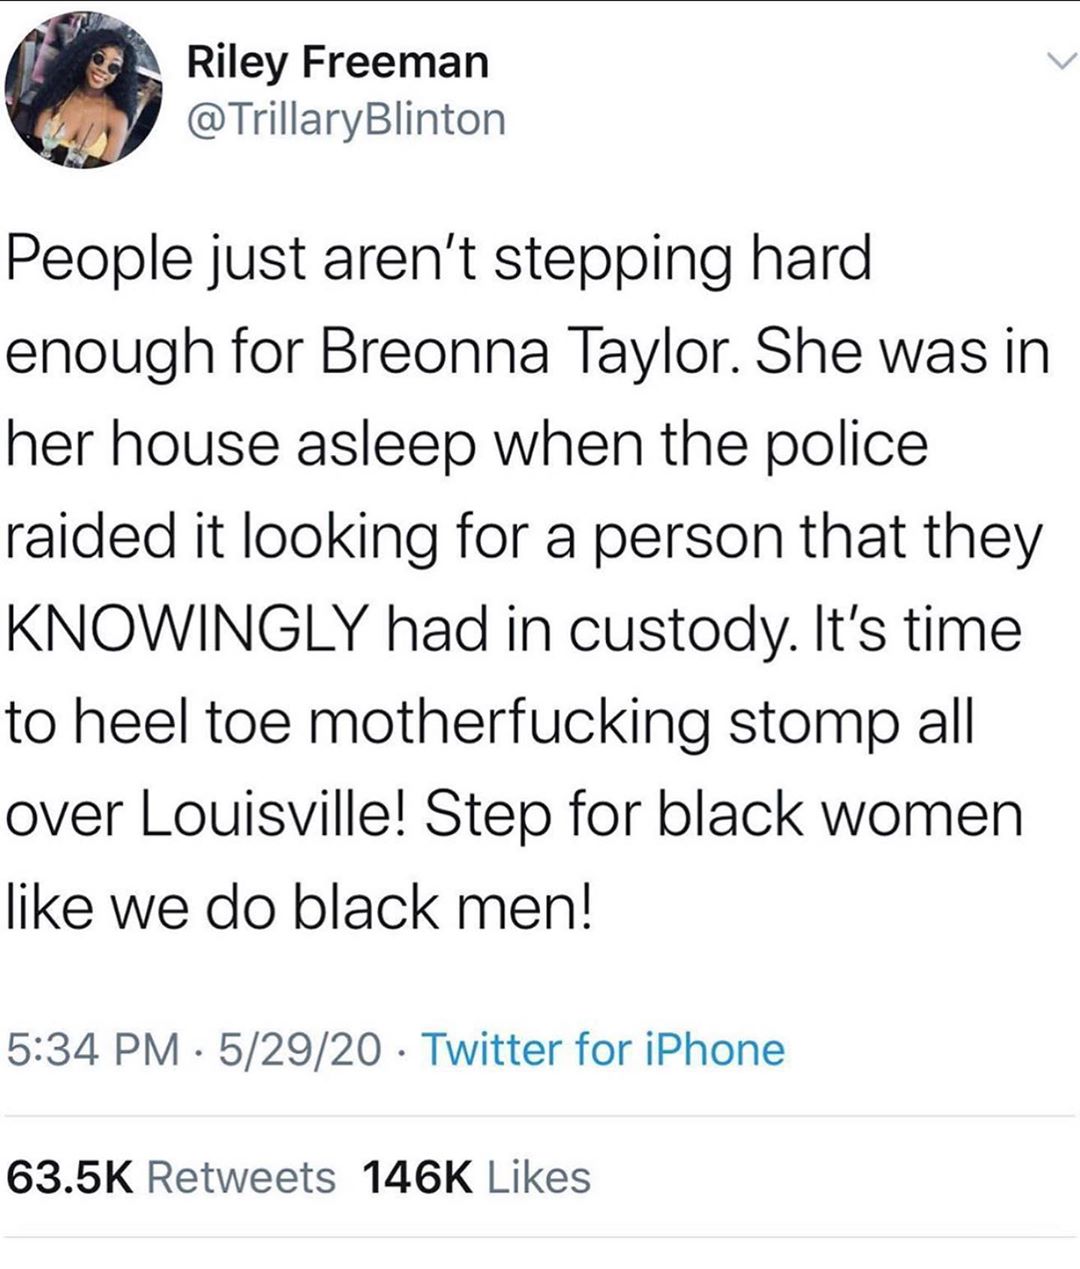 Riley Freeman
@TrillaryBlinton
People just aren’t stepping hard
enough for Breonna Taylor. She was in
her house asleep when the police
raided it looking for a person that they
KNOWINGLY had in custody. It's time
to heel toe motherfucking stomp all
over Louisville! Step for black women
like we do black men!
5:34 PM · 5/29/20 · Twitter for iPhone
63.5K Retweets 146K Likes